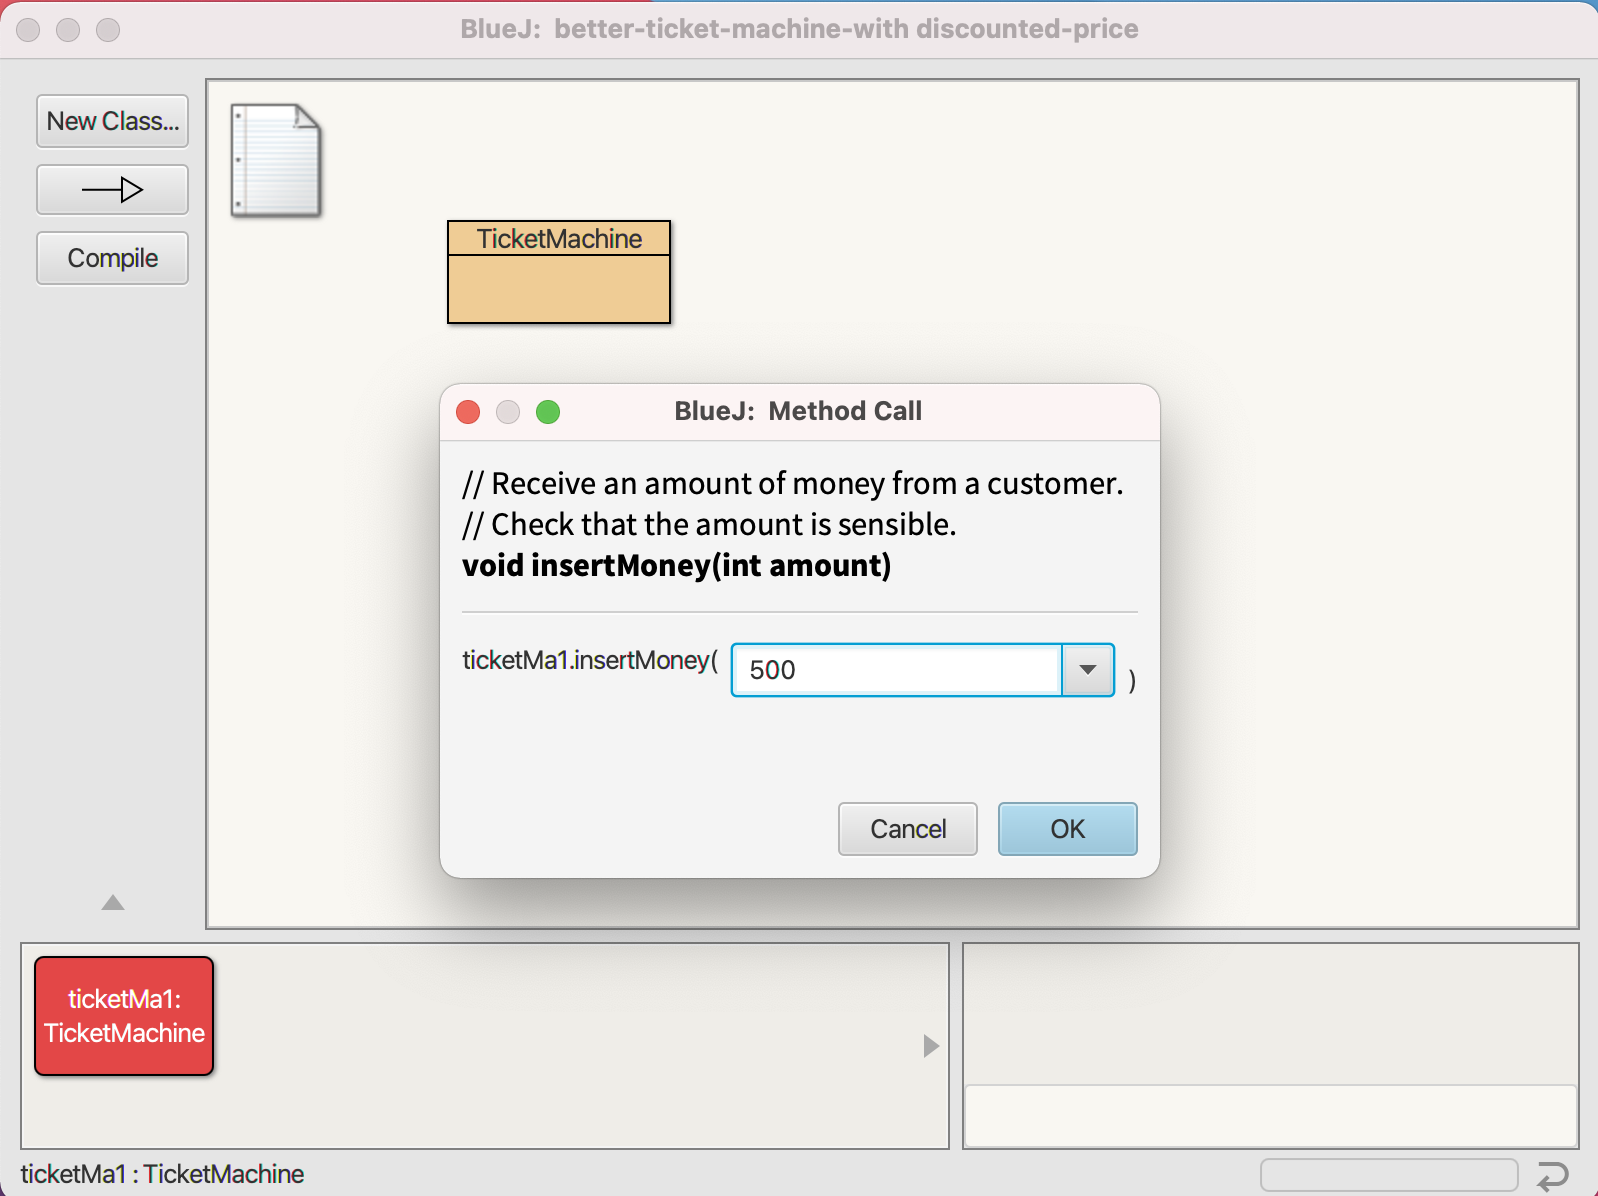 BlueJ:  better-ticket-machine-with discounted-price
New Class...
Compile
TicketMachine
BlueJ:  Method Call
// Receive an amount of money from a customer.
// Check that the amount is sensible.
void insertMoney(int amount)
ticketMa1.insertMoney( 500 )
Cancel OK
ticketMa1:
TicketMachine
ticketMa1 : TicketMachine